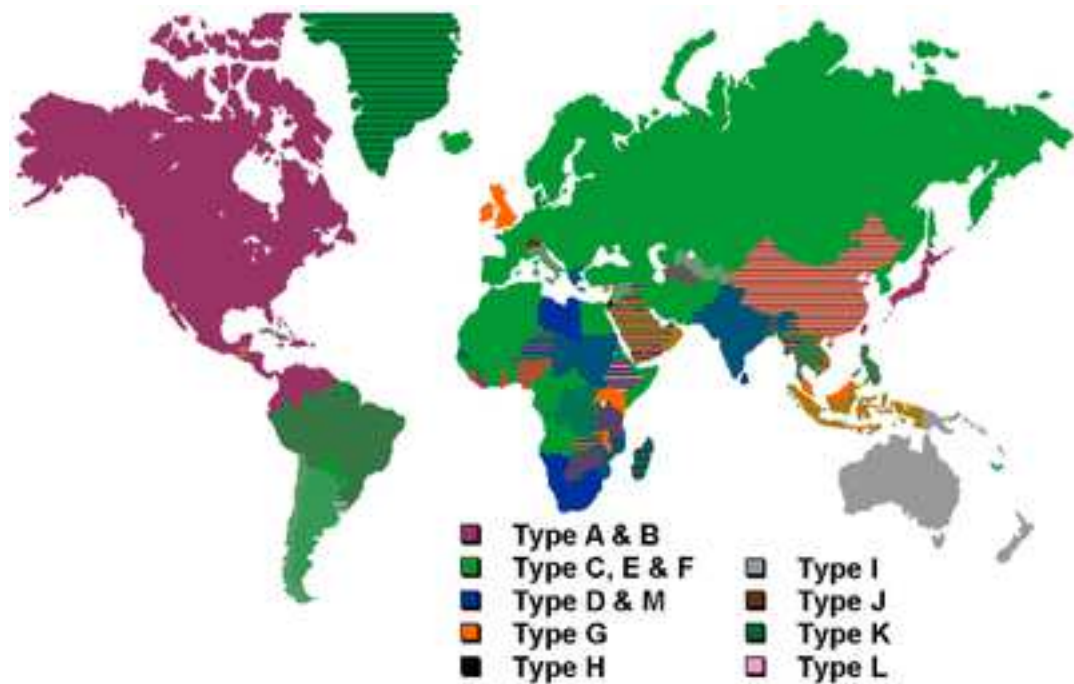 Type A & B
Type C, E & F
Type D & M
Type G
Type H
Type I
Type J
Type K
Type L